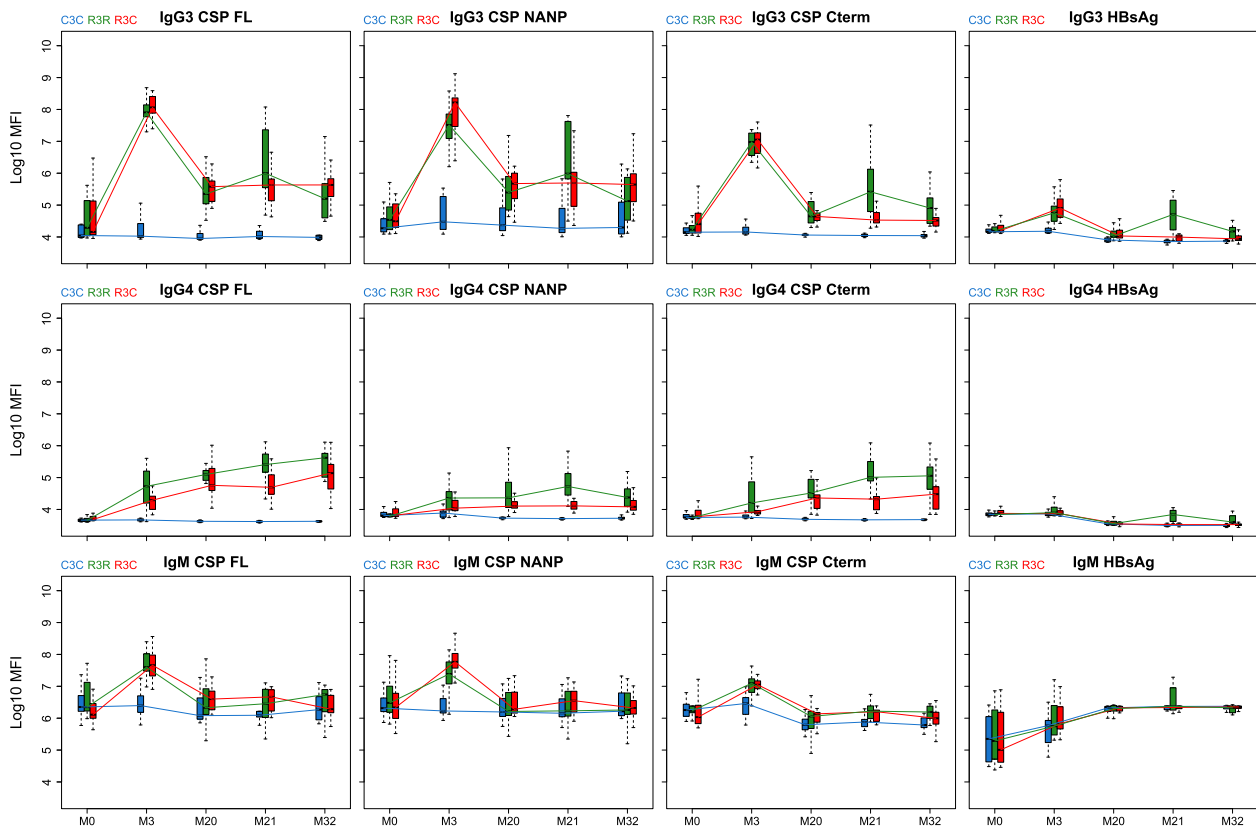 C3C R3R R3C IgG3 CSP FL
C3C R3R R3C IgG3 CSP NANP
C3C R3R R3C IgG3 CSP Cterm
C3C R3R R3C IgG3 HBsAg
Log10 MFI
10
9
8
7
6
5
4
C3C R3R R3C IgG4 CSP FL
C3C R3R R3C IgG4 CSP NANP
C3C R3R R3C IgG4 CSP Cterm
C3C R3R R3C IgG4 HBsAg
Log10 MFI
10
9
8
7
6
5
4
C3C R3R R3C IgM CSP FL
C3C R3R R3C IgM CSP NANP
C3C R3R R3C IgM CSP Cterm
C3C R3R R3C IgM HBsAg
Log10 MFI
10
9
8
7
6
5
4
M0 M3 M20 M21 M32
M0 M3 M20 M21 M32
M0 M3 M20 M21 M32
M0 M3 M20 M21 M32